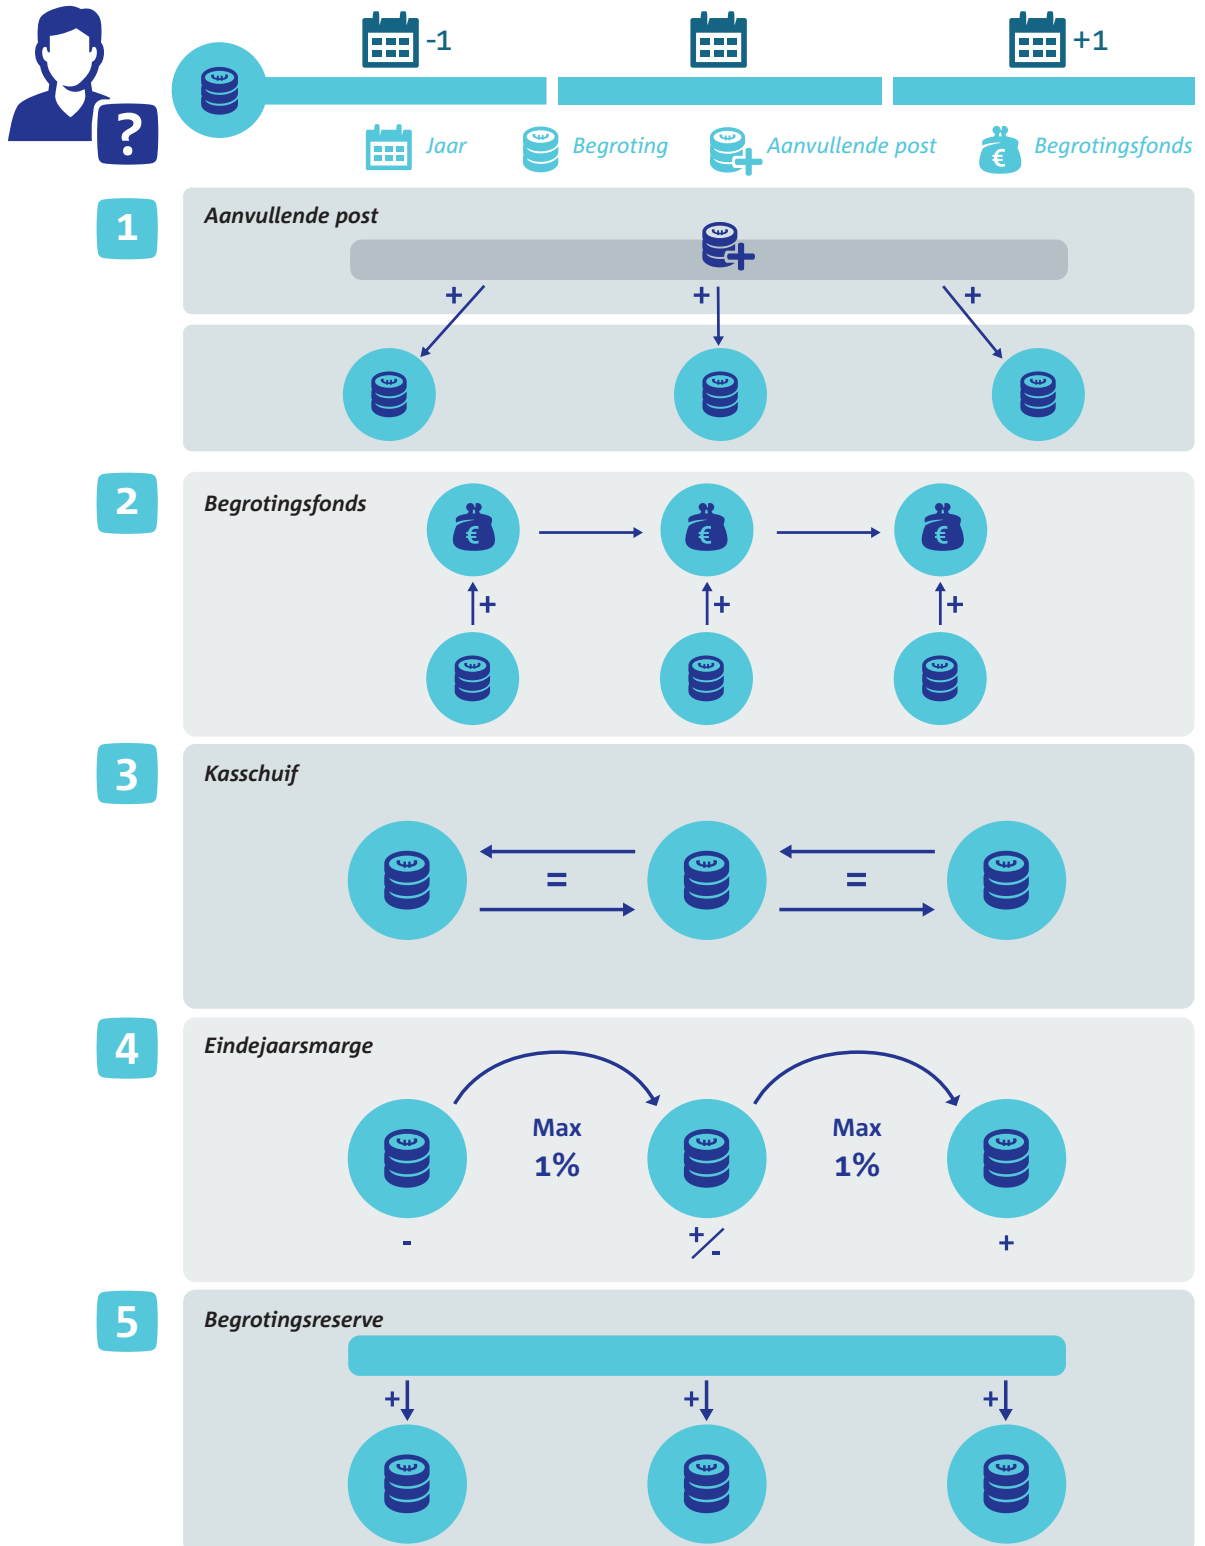 -1
+1
?
Jaar
Begroting
Aanvullende post
€
Begrotingsfonds
1
Aanvullende post
+ + +
2
Begrotingsfonds
€ € €
+ + +
3
Kasschuif
= =
4
Eindejaarsmarge
Max Max
1% 1%
- +/- +
5
Begrotingsreserve
+ + +